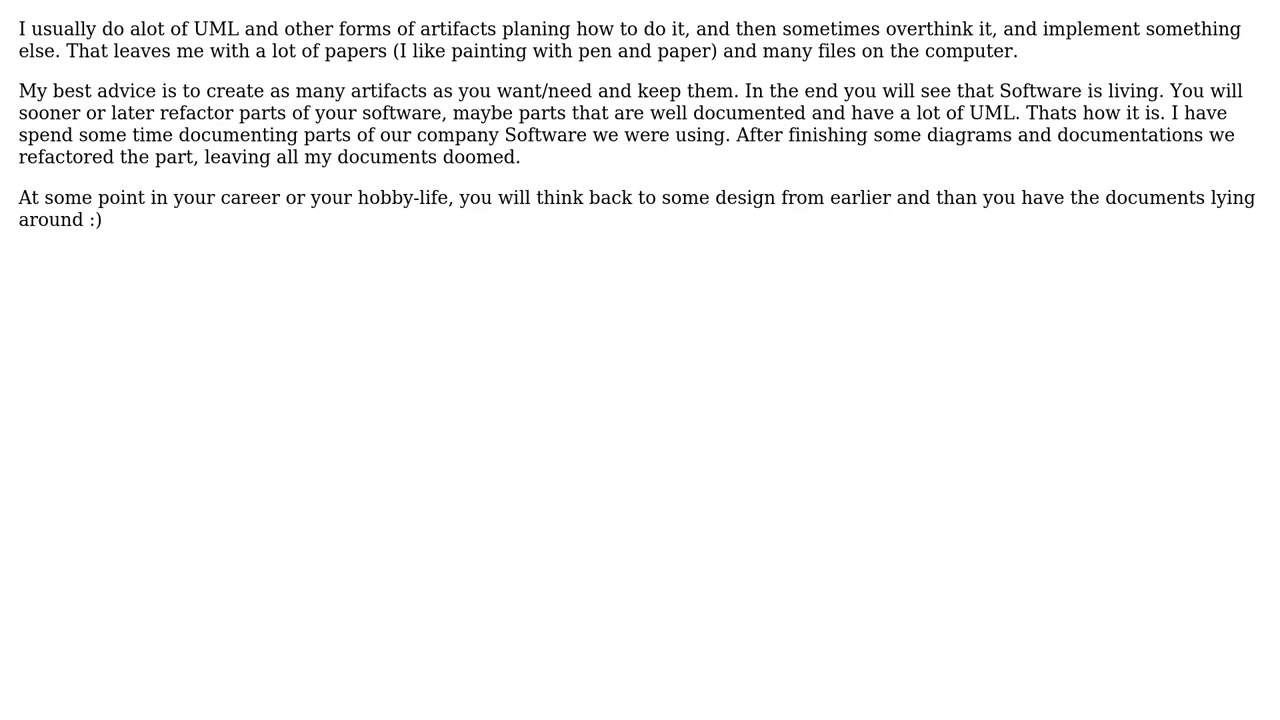 I usually do alot of UML and other forms of artifacts planing how to do it, and then sometimes overthink it, and implement something
else. That leaves me with a lot of papers (I like painting with pen and paper) and many files on the computer.
My best advice is to create as many artifacts as you want/need and keep them. In the end you will see that Software is living. You will
sooner or later refactor parts of your software, maybe parts that are well documented and have a lot of UML. Thats how it is. I have
spend some time documenting parts of our company Software we were using. After finishing some diagrams and documentations we
refactored the part, leaving all my documents doomed.
At some point in your career or your hobby-life, you will think back to some design from earlier and than you have the documents lying
around :)